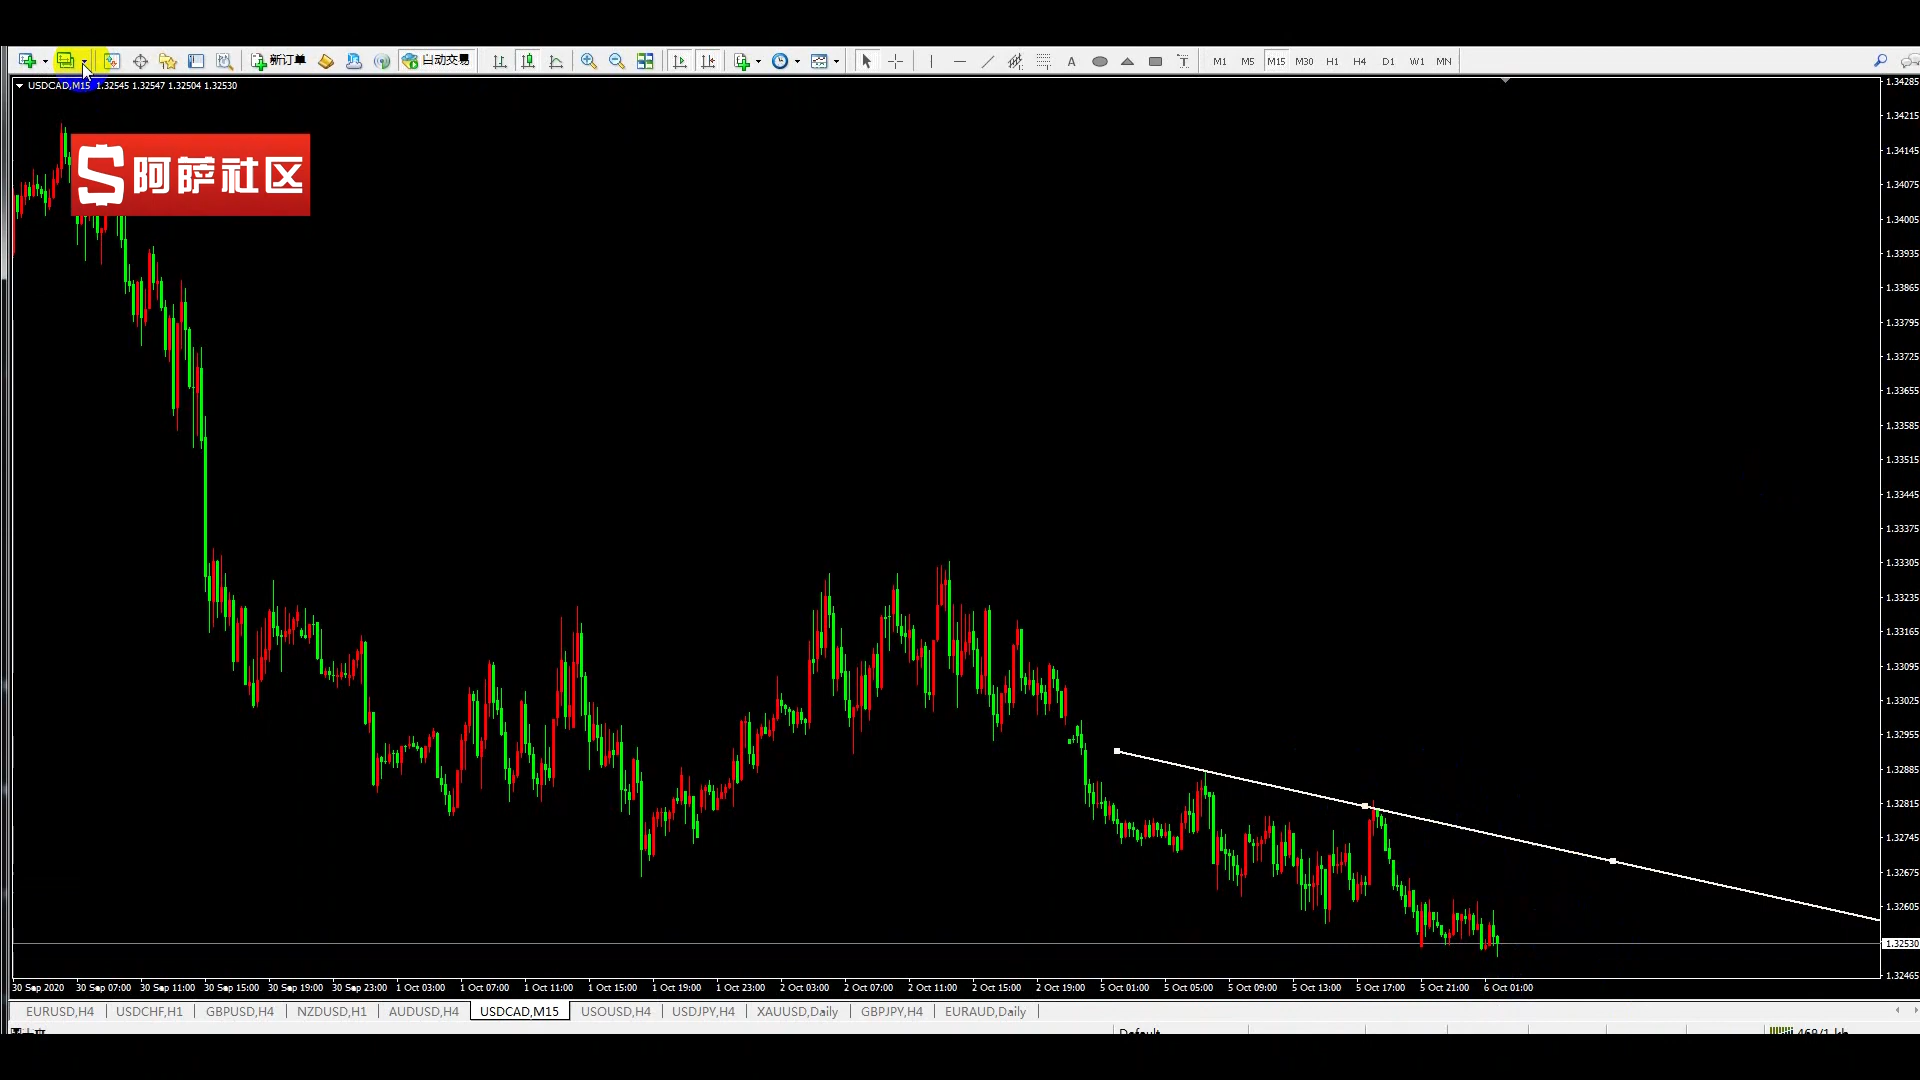 新订单
自动交易
A
T
M1 M5 M15 M30 H1 H4 D1 W1 MN
USDCAD,M15 1.32545 1.32547 1.32504 1.32530
阿萨社区
1.34285
1.34215
1.34145
1.34075
1.34005
1.33935
1.33865
1.33795
1.33725
1.33655
1.33585
1.33515
1.33445
1.33375
1.33305
1.33235
1.33165
1.33095
1.33025
1.32955
1.32885
1.32815
1.32745
1.32675
1.32605
1.32530
1.32465
30 Sep 2020 30 Sep 07:00 30 Sep 11:00 30 Sep 15:00 30 Sep 19:00 30 Sep 23:00 1 Oct 03:00 1 Oct 07:00 1 Oct 11:00 1 Oct 15:00 1 Oct 19:00 1 Oct 23:00 2 Oct 03:00 2 Oct 07:00 2 Oct 11:00 2 Oct 15:00 2 Oct 19:00 5 Oct 01:00 5 Oct 05:00 5 Oct 09:00 5 Oct 13:00 5 Oct 17:00 5 Oct 21:00 6 Oct 01:00
EURUSD,H4 USDCHF,H1 GBPUSD,H4 NZDUSD,H1 AUDUSD,H4 USDCAD,M15 USOUSD,H4 USDJPY,H4 XAUUSD,Daily GBPJPY,H4 EURAUD,Daily
Default